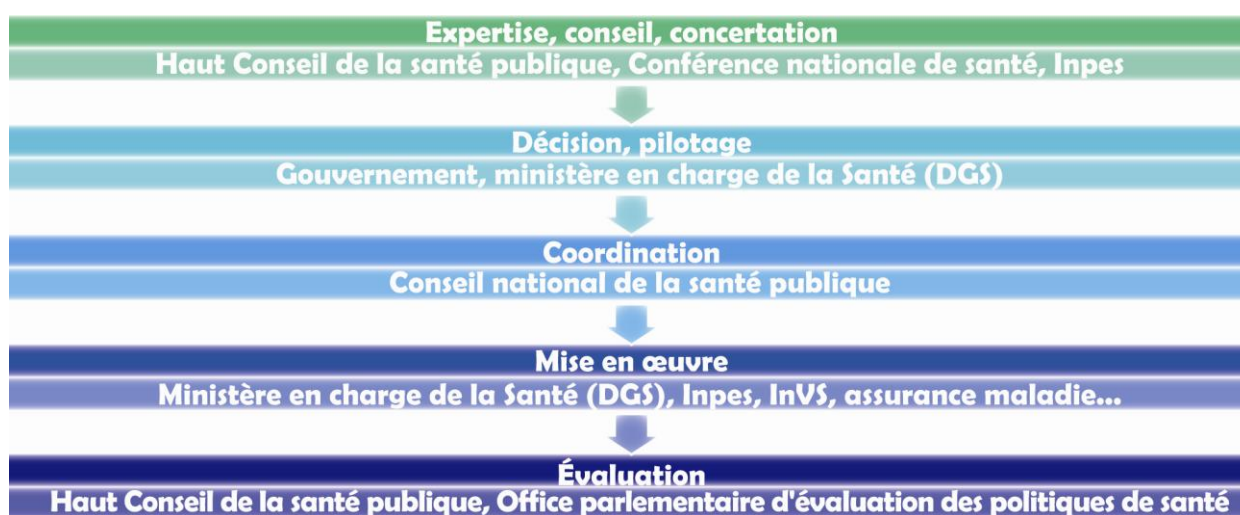 Expertise, conseil, concertation
Haut Conseil de la santé publique, Conférence nationale de santé, Inpes
Décision, pilotage
Gouvernement, ministère en charge de la Santé (DGS)
Coordination
Conseil national de la santé publique
Mise en œuvre
Ministère en charge de la Santé (DGS), Inpes, InVS, assurance maladie...
Évaluation
Haut Conseil de la santé publique, Office parlementaire d'évaluation des politiques de santé